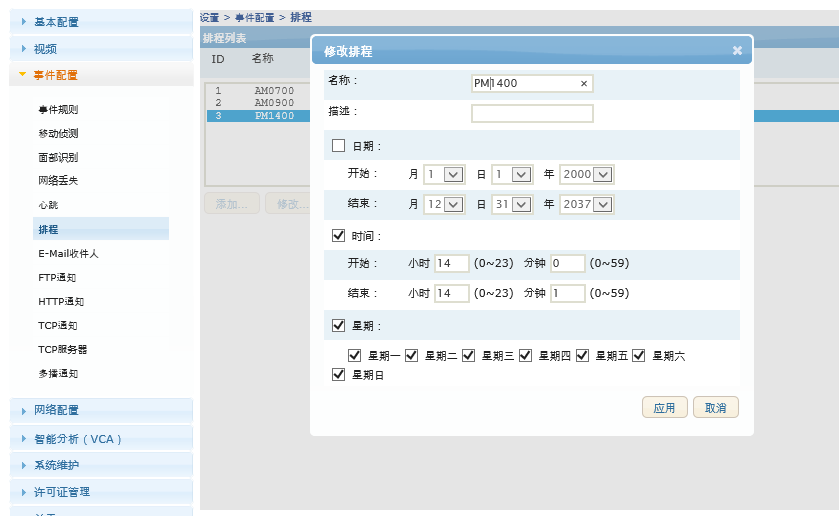 基本配置
视频
事件配置
事件规则
移动侦测
面部识别
网络丢失
心跳
排程
E-Mail收件人
FTP通知
HTTP通知
TCP通知
TCP服务器
多播通知
网络配置
智能分析（VCA）
系统维护
许可证管理
设置 > 事件配置 > 排程
排程列表
ID 名称
1 AM0700
2 AM0900
3 PM1400
添加... 修改...
修改排程
名称： PM1400
描述：
日期：
开始： 月 1 日 1 年 2000
结束： 月 12 日 31 年 2037
时间：
开始： 小时 14 (0~23) 分钟 0 (0~59)
结束： 小时 14 (0~23) 分钟 1 (0~59)
星期：
星期一 星期二 星期三 星期四 星期五 星期六
星期日
应用 取消